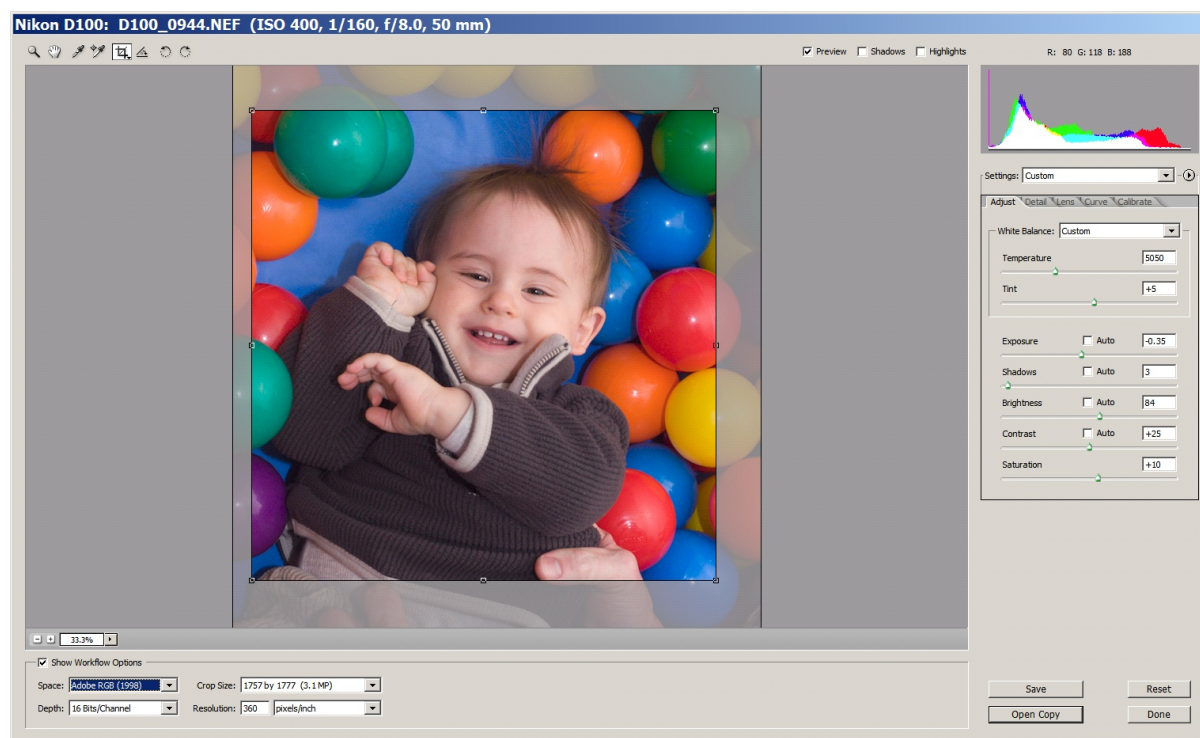 Nikon D100: D100_0944.NEF (ISO 400, 1/160, f/8.0, 50 mm)
Preview Shadows Highlights R: 80 G: 118 B: 188
Settings: Custom
Adjust Detail Lens Curve Calibrate
White Balance: Custom
Temperature 5050
Tint +5
Exposure Auto -0.35
Shadows Auto 3
Brightness Auto 84
Contrast Auto +25
Saturation +10
33.3%
Show Workflow Options
Space: Adobe RGB (1998) Crop Size: 1757 by 1777 (3.1 MP)
Depth: 16 Bits/Channel Resolution: 360 pixels/inch
Save Reset
Open Copy Done